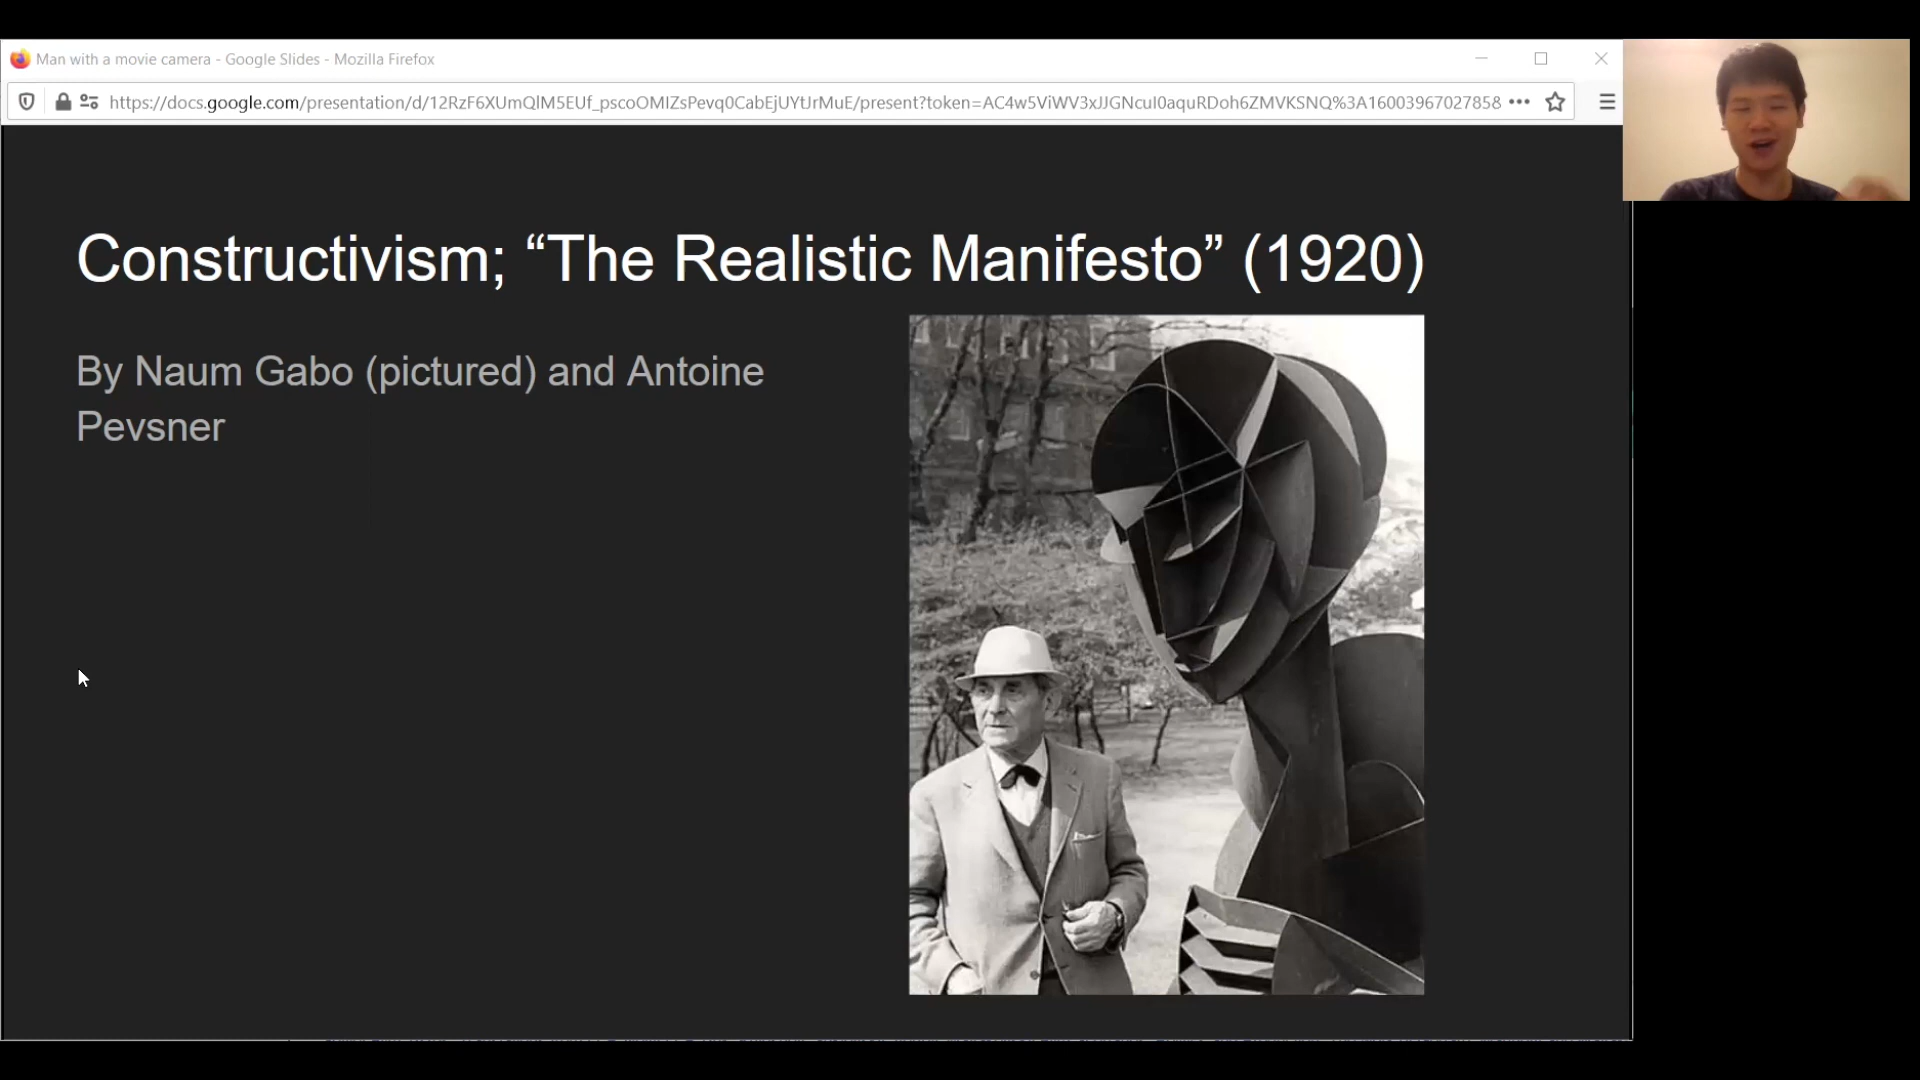 Man with a movie camera - Google Slides - Mozilla Firefox
https://docs.google.com/presentation/d/12RzF6XUmQlM5EUf_pscoOMIZsPevq0CabEjUYtJrMuE/present?token=AC4w5ViWV3xJJGNcuI0aquRDoh6ZMVKSNQ%3A16003967027858
Constructivism; “The Realistic Manifesto” (1920)
By Naum Gabo (pictured) and Antoine
Pevsner